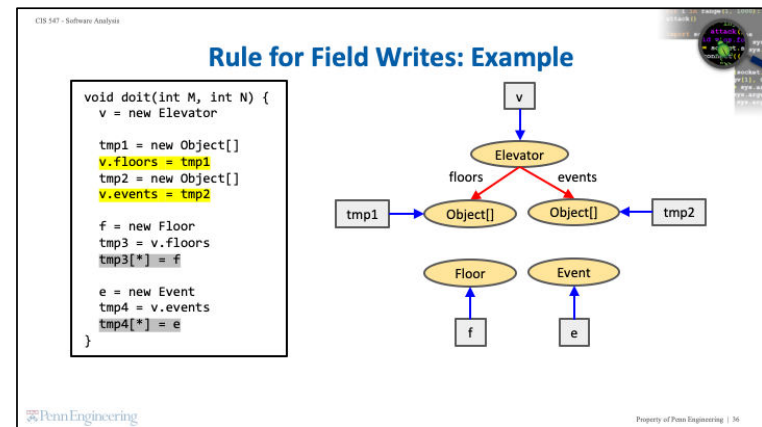 CIS 547 - Software Analysis
Rule for Field Writes: Example
void doit(int M, int N) {
v = new Elevator
tmp1 = new Object[]
v.floors = tmp1
tmp2 = new Object[]
v.events = tmp2
f = new Floor
tmp3 = v.floors
tmp3[*] = f
e = new Event
tmp4 = v.events
tmp4[*] = e
}
v
Elevator
floors events
tmp1 Object[] Object[] tmp2
Floor Event
f e
Penn Engineering
Property of Penn Engineering | 36